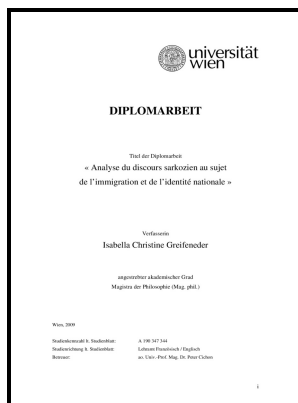 universität
wien
DIPLOMARBEIT
Titel der Diplomarbeit
« Analyse du discours sarkozien au sujet
de l'immigration et de l'identité nationale »
Verfasserin
Isabella Christine Greifeneder
angestrebter akademischer Grad
Magistra der Philosophie (Mag. phil.)
Wien, 2009
Studienkennzahl lt. Studienblatt: A 190 347 344
Studienrichtung lt. Studienblatt: Lehramt Französisch / Englisch
Betreuer: ao. Univ.-Prof. Mag. Dr. Peter Cichon
i